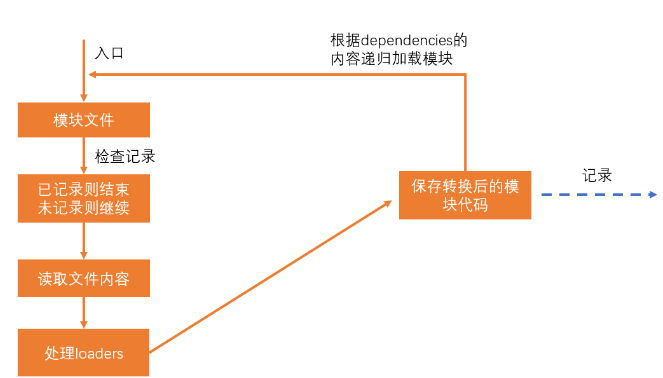 入口
根据dependencies的
内容递归加载模块
模块文件
检查记录
已记录则结束
未记录则继续
读取文件内容
处理loaders
保存转换后的模
块代码
记录